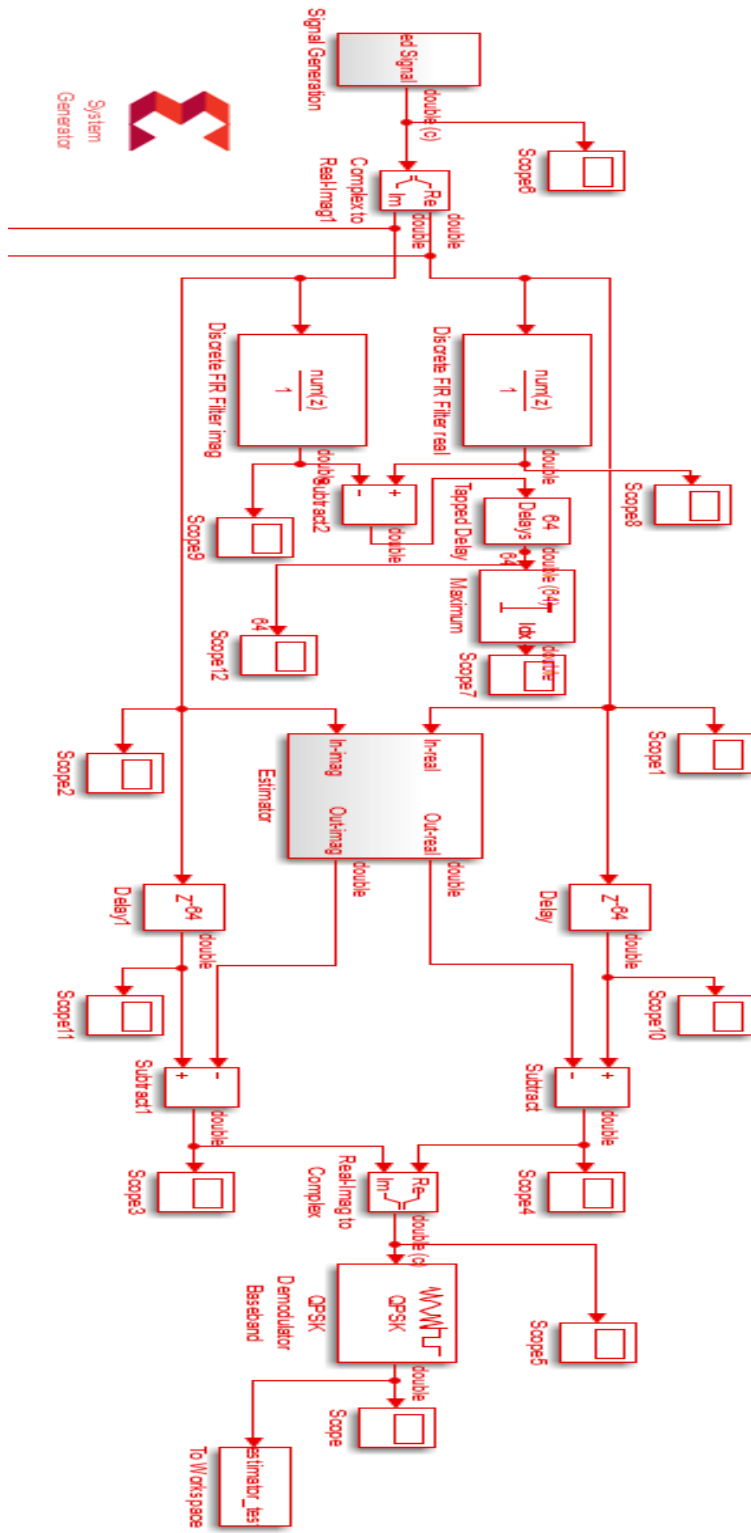 ed Signal
Signal Generation
double (c)
Scope6
Re
Im
Complex to
Real-Imag1
double
double
System
Generator
num(z)
1
Discrete FIR Filter real
double
num(z)
1
Discrete FIR Filter imag
double
Scope8
Scope9
+
-
Subtract2
double
64
Delays
Tapped Delay
double (64)
64
Idx
Maximum
double
Scope7
64
Scope12
Scope1
Scope2
In-real
Out-real
In-imag
Out-imag
Estimator
double
double
Z-64
Delay
double
Z-64
Delay1
double
Scope10
Scope11
+
-
Subtract
double
-
+
Subtract1
double
Scope4
Scope3
Re
Im
Real-Imag to
Complex
double (c)
Scope5
QPSK
QPSK
Demodulator
Baseband
double
Scope
estimator_test
To Workspace